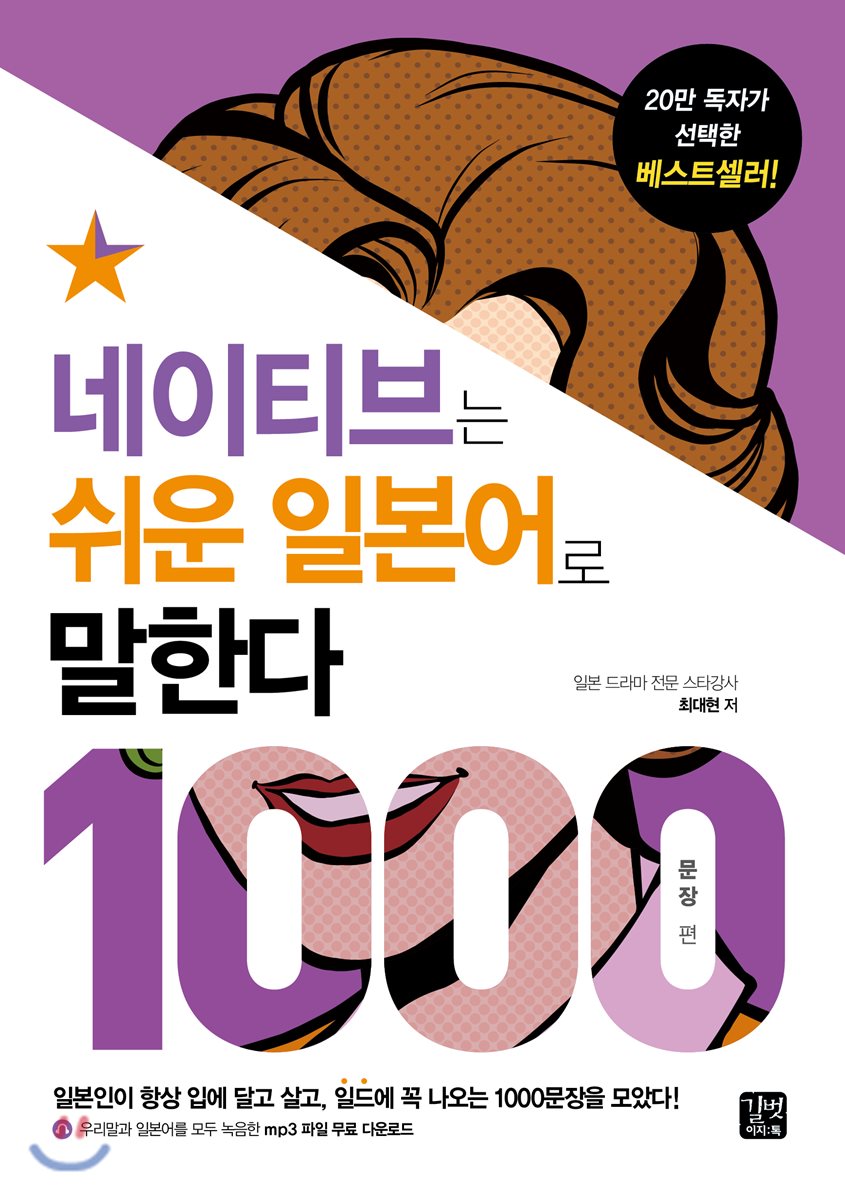 20만 독자가
선택한
베스트셀러!
네이티브는
쉬운 일본어로
말한다
일본 드라마 전문 스타강사
최대현 저
1000
문장 편
일본인이 항상 입에 달고 살고, 일드에 꼭 나오는 1000문장을 모았다!
우리말과 일본어를 모두 녹음한 mp3 파일 무료 다운로드
길벗
이지:톡